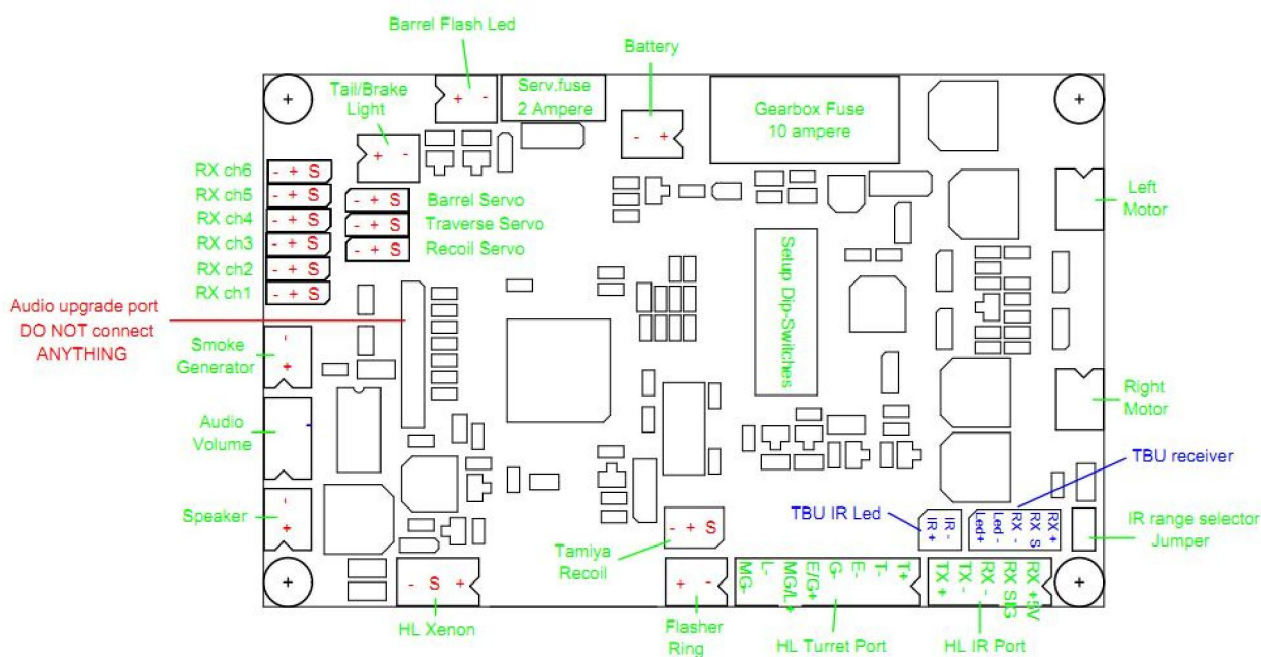 Barrel Flash Led
Battery
Tail/Brake
Light
+ -
Serv.fuse
2 Ampere
- +
Gearbox Fuse
10 ampere
+ -
RX ch6 - + S
RX ch5 - + S
RX ch4 - + S
RX ch3 - + S
RX ch2 - + S
RX ch1 - + S
- + S Barrel Servo
- + S Traverse Servo
- + S Recoil Servo
Left
Motor
Setup Dip-Switches
Audio upgrade port
DO NOT connect
ANYTHING
Smoke
Generator
- +
Audio
Volume
Right
Motor
TBU receiver
Speaker
- +
TBU IR Led
IR+
IR -
Led+
Led -
RX -
RX S
RX+
IR range selector
Jumper
Tamiya
Recoil
- + S
- S +
HL Xenon
+ -
Flasher
Ring
MG-
L-
MG/L+
E/G+
G-
E-
T-
T+
HL Turret Port
TX +
TX -
RX -
RX SIG
RX +5V
HL IR Port